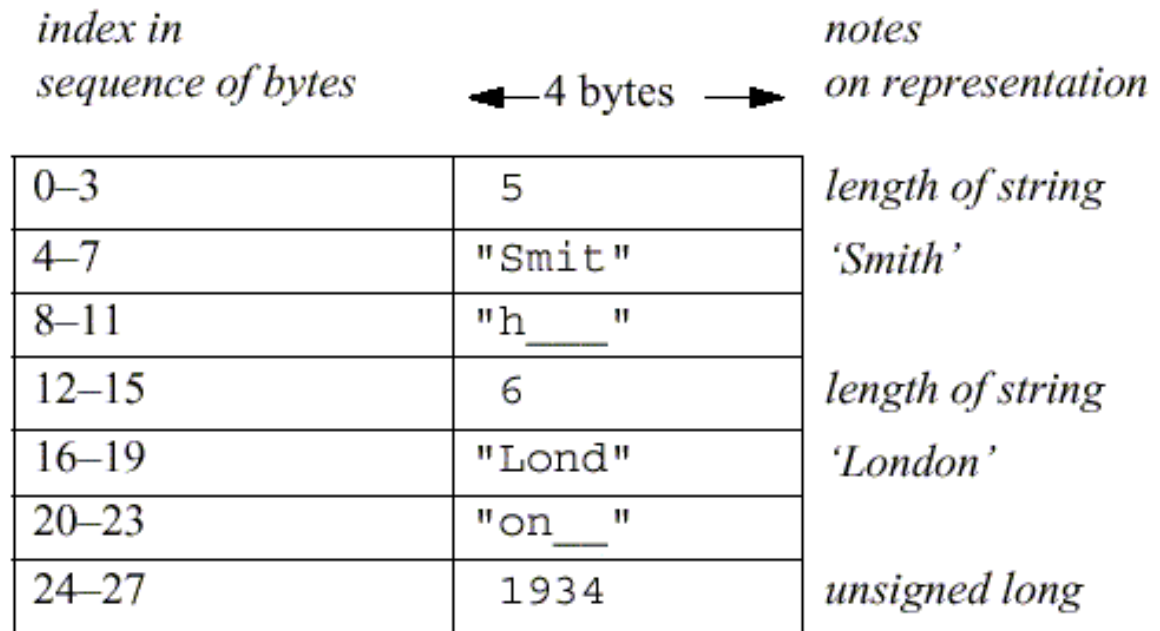 index in notes
sequence of bytes 4 bytes on representation
0–3 5 length of string
4–7 "Smit" ‘Smith’
8–11 "h___"
12–15 6 length of string
16–19 "Lond" ‘London’
20–23 "on__"
24–27 1934 unsigned long